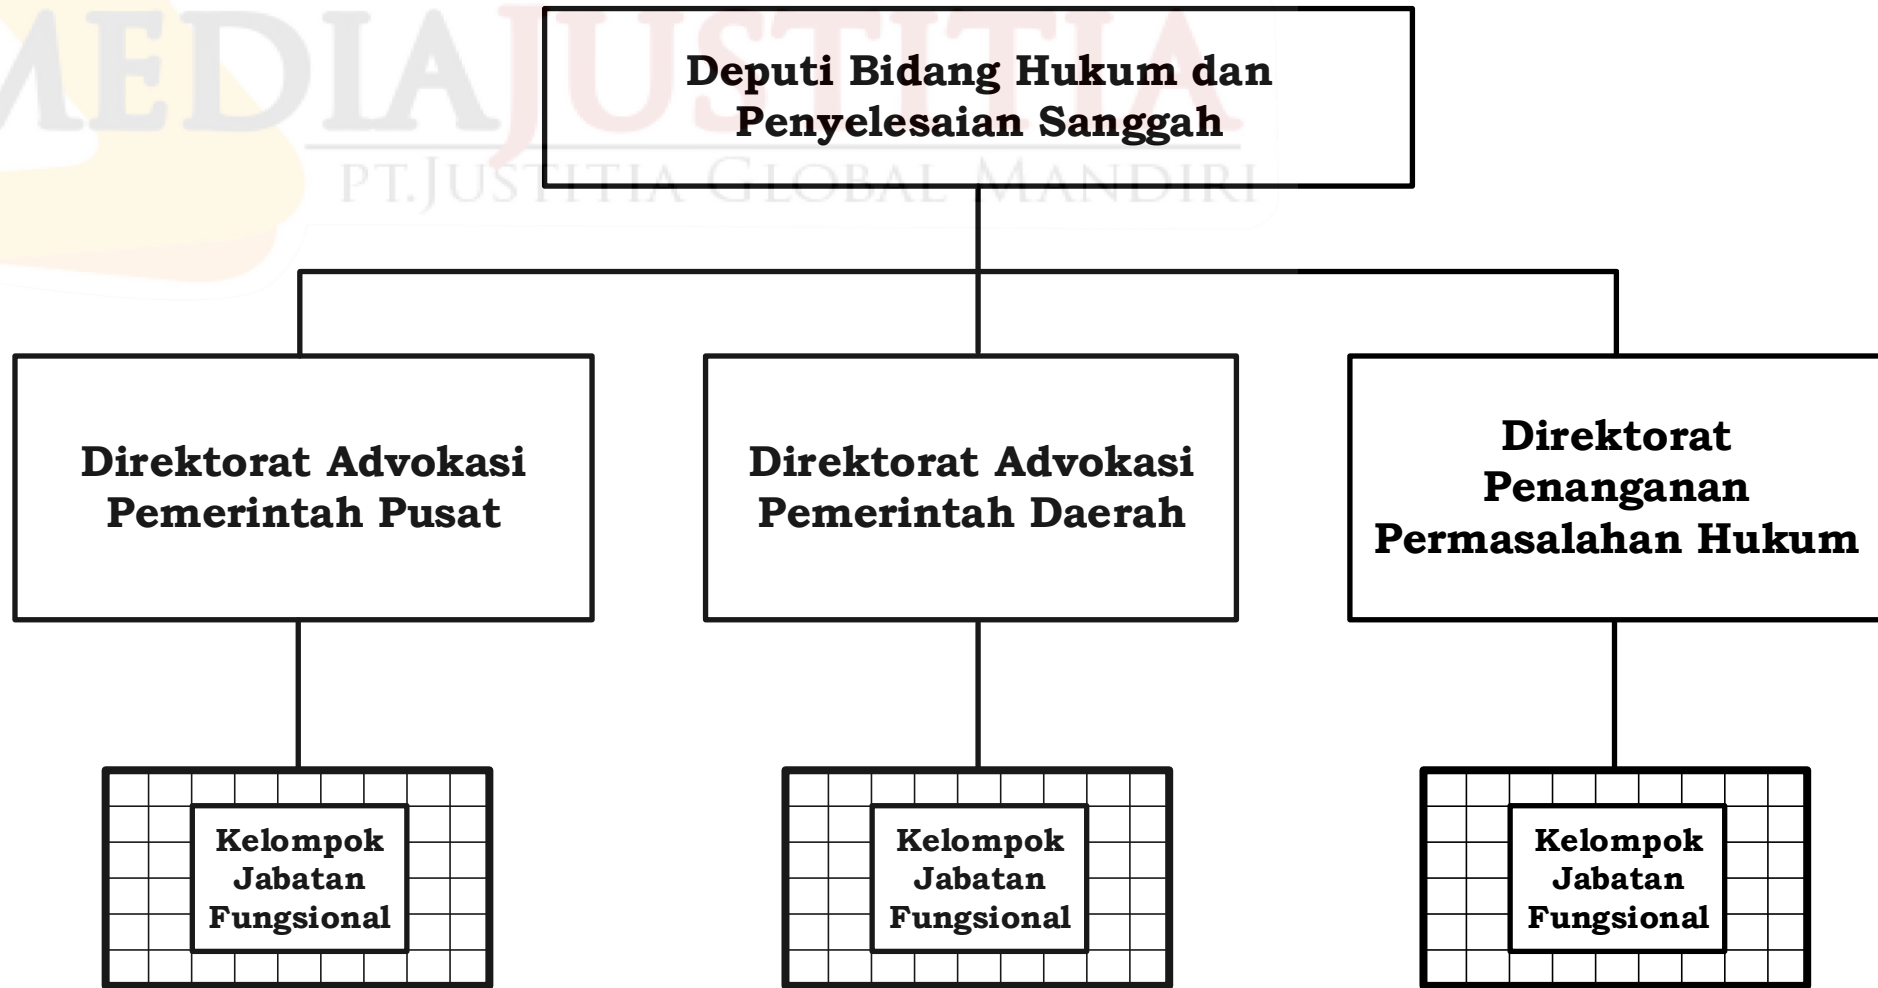 MEDIAJUSTITIA
PT.JUSTITIA GLOBAL MANDIRI
Deputi Bidang Hukum dan
Penyelesaian Sanggah
Direktorat Advokasi
Pemerintah Pusat
Direktorat Advokasi
Pemerintah Daerah
Direktorat
Penanganan
Permasalahan Hukum
Kelompok
Jabatan
Fungsional
Kelompok
Jabatan
Fungsional
Kelompok
Jabatan
Fungsional